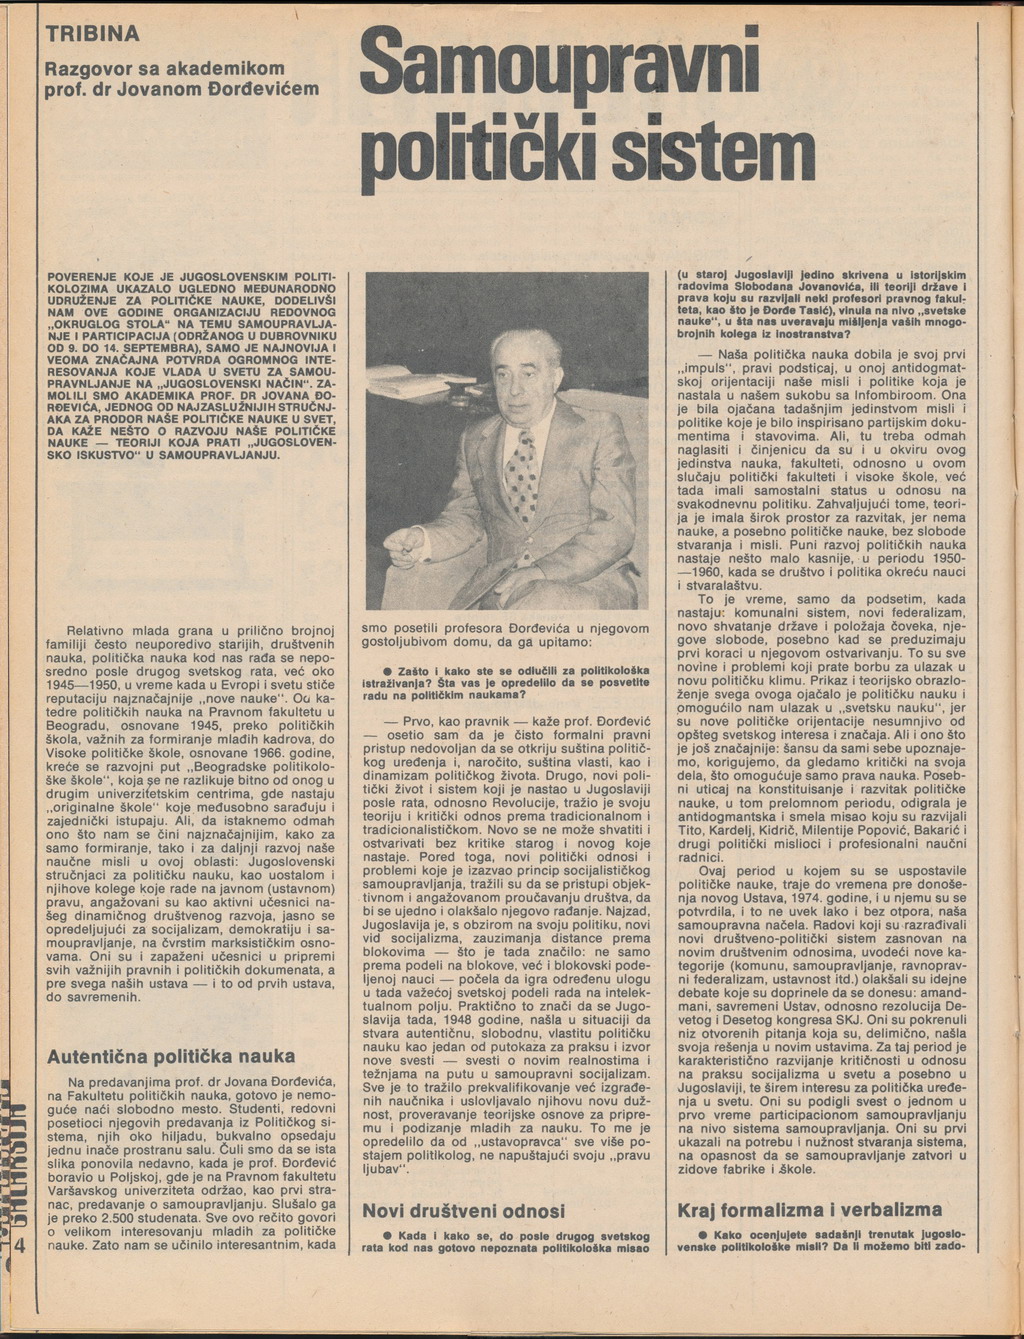 TRIBINA
Razgovor sa akademikom
prof. dr Jovanom Đorđevićem
Samoupravni
politički sistem
POVERENJE KOJE JE JUGOSLOVENSKIM POLITI-
KOLOZIMA UKAZALO UGLEDNO MEĐUNARODNO
UDRUŽENJE ZA POLITIČKE NAUKE, DODELIVŠI
NAM OVE GODINE ORGANIZACIJU REDOVNOG
„OKRUGLOG STOLA“ NA TEMU SAMOUPRAVLJA-
NJE I PARTICIPACIJA (ODRŽANOG U DUBROVNIKU
OD 9. DO 14. SEPTEMBRA), SAMO JE NAJNOVIJA I
VEOMA ZNAČAJNA POTVRDA OGROMNOG INTE-
RESOVANJA KOJE VLADA U SVETU ZA SAMOU-
PRAVNLJANJE NA „JUGOSLOVENSKI NAČIN“. ZA-
MOLILI SMO AKADEMIKA PROF. DR JOVANA ĐO-
RĐEVIĆA, JEDNOG OD NAJZASLUŽNIJIH STRUČNJ-
AKA ZA PRODOR NAŠE POLITIČKE NAUKE U SVET,
DA KAŽE NEŠTO O RAZVOJU NAŠE POLITIČKE
NAUKE — TEORIJI KOJA PRATI „JUGOSLOVEN-
SKO ISKUSTVO“ U SAMOUPRAVLJANJU.
Relativno mlada grana u prilično brojnoj
familiji često neuporedivo starijih, društvenih
nauka, politička nauka kod nas rađa se nepo-
sredno posle drugog svetskog rata, već oko
1945—1950, u vreme kada u Evropi i svetu stiče
reputaciju najznačajnije „nove nauke“. Od ka-
tedre političkih nauka na Pravnom fakultetu u
Beogradu, osnovane 1945, preko političkih
škola, važnih za formiranje mlađih kadrova, do
Visoke političke škole, osnovane 1966. godine,
kreće se razvojni put „Beogradske politikolo-
ške škole“, koja se ne razlikuje bitno od onog u
drugim univerzitetskim centrima, gde nastaju
„originalne škole“ koje međusobno sarađuju i
zajednički istupaju. Ali, da istaknemo odmah
ono što nam se čini najznačajnijim, kako za
samo formiranje, tako i za daljnji razvoj naše
naučne misli u ovoj oblasti: Jugoslovenski
stručnjaci za političku nauku, kao uostalom i
njihove kolege koje rade na javnom (ustavnom)
pravu, angažovani su kao aktivni učesnici na-
šeg dinamičnog društvenog razvoja, jasno se
opredeljujući za socijalizam, demokratiju i sa-
moupravljanje, na čvrstim marksističkim osno-
vama. Oni su i zapaženi učesnici u pripremi
svih važnijih pravnih i političkih dokumenata, a
pre svega naših ustava — i to od prvih ustava,
do savremenih.
Autentična politička nauka
Na predavanjima prof. dr Jovana Đorđevića,
na Fakultetu političkih nauka, gotovo je nemo-
guće naći slobodno mesto. Studenti, redovni
posetioci njegovih predavanja iz Političkog si-
stema, njih oko hiljadu, bukvalno opsedaju
jednu inače prostranu salu. Čuli smo da se ista
slika ponovila nedavno, kada je prof. Đorđević
boravio u Poljskoj, gde je na Pravnom fakultetu
Varšavskog univerziteta održao, kao prvi stra-
nac, predavanje o samoupravljanju. Slušalo ga
je preko 2.500 studenata. Sve ovo rečito govori
o velikom interesovanju mladih za političke
nauke. Zato nam se učinilo interesantnim, kada
4
smo posetili profesora Đorđevića u njegovom
gostoljubivom domu, da ga upitamo:
● Zašto i kako ste se odlučili za politikološka
istraživanja? Šta vas je opredelilo da se posvetite
radu na političkim naukama?
— Prvo, kao pravnik — kaže prof. Đorđević
— osetio sam da je čisto formalni pravni
pristup nedovoljan da se otkriju suština politič-
kog uređenja i, naročito, suština vlasti, kao i
dinamizam političkog života. Drugo, novi poli-
tički život i sistem koji je nastao u Jugoslaviji
posle rata, odnosno Revolucije, tražio je svoju
teoriju i kritički odnos prema tradicionalnom i
tradicionalističkom. Novo se ne može shvatiti i
ostvarivati bez kritike starog i novog koje
nastaje. Pored toga, novi politički odnosi i
problemi koje je izazvao princip socijalističkog
samoupravljanja, tražili su da se pristupi objek-
tivnom i angažovanom proučavanju društva, da
bi se ujedno i olakšalo njegovo rađanje. Najzad,
Jugoslavija je, s obzirom na svoju politiku, novi
vid socijalizma, zauzimanja distance prema
blokovima — što je tada značilo: ne samo
prema podeli na blokove, već i blokovski pode-
ljenoj nauci — počela da igra određenu ulogu
u tada važećoj svetskoj podeli rada na intelek-
tualnom polju. Praktično to znači da se Jugo-
slavija tada, 1948 godine, našla u situaciji da
stvara autentičnu, slobodnu, vlastitu političku
nauku kao jedan od putokaza za praksu i izvor
nove svesti — svesti o novim realnostima i
težnjama na putu u samoupravni socijalizam.
Sve je to tražilo prekvalifikovanje već izgrađe-
nih naučnika i uslovljavalo njihovu novu duž-
nost, proveravanje teorijske osnove za pripre-
mu i podizanje mladih za nauku. To me je
opredelilo da od „ustavopravca“ sve više po-
stajem politikolog, ne napuštajući svoju „pravu
ljubav“.
Novi društveni odnosi
● Kada i kako se, do posle drugog svetskog
rata kod nas gotovo nepoznata politikološka misao
(u staroj Jugoslaviji jedino skrivena u istorijskim
radovima Slobodana Jovanovića, ili teoriji države i
prava koju su razvijali neki profesori pravnog fakul-
teta, kao što je Đorđe Tasić), vinula na nivo „svetske
nauke“, u šta nas uveravaju mišljenja vaših mnogo-
brojnih kolega iz inostranstva?
— Naša politička nauka dobila je svoj prvi
„impuls“, pravi podsticaj, u onoj antidogmat-
skoj orijentaciji naše misli i politike koja je
nastala u našem sukobu sa Infombiroom. Ona
je bila ojačana tadašnjim jedinstvom misli i
politike koje je bilo inspirisano partijskim doku-
mentima i stavovima. Ali, tu treba odmah
naglasiti i činjenicu da su i u okviru ovog
jedinstva nauka, fakulteti, odnosno u ovom
slučaju politički fakulteti i visoke škole, već
tada imali samostalni status u odnosu na
svakodnevnu politiku. Zahvaljujući tome, teori-
ja je imala širok prostor za razvitak, jer nema
nauke, a posebno političke nauke, bez slobode
stvaranja i misli. Puni razvoj političkih nauka
nastaje nešto malo kasnije, u periodu 1950-
—1960, kada se društvo i politika okreću nauci
i stvaralaštvu.
To je vreme, samo da podsetim, kada
nastaju: komunalni sistem, novi federalizam,
novo shvatanje države i položaja čoveka, nje-
gove slobode, posebno kad se preduzimaju
prvi koraci u njegovom ostvarivanju. To su sve
novine i problemi koji prate borbu za ulazak u
novu političku klimu. Prikaz i teorijsko obrazlo-
ženje svega ovoga ojačalo je političku nauku i
pomogućilo nam ulazak u „svetsku nauku“, jer
su nove političke orijentacije nesumnjivo od
opšteg svetskog interesa i značaja. Ali i ono što
je još značajnije: šansu da sami sebe upoznaje-
mo, korigujemo, da gledamo kritički na svoja
dela, što omogućuje samo prava nauka. Poseb-
ni uticaj na konstituisanje i razvitak političke
nauke, u tom prelomnom periodu, odigrala je
antidogmantska i smela misao koju su razvijali
Tito, Kardelj, Kidrič, Milentije Popović, Bakarić i
drugi politički mislioci i profesionalni naučni
radnici.
Ovaj period u kojem su se uspostavile
političke nauke, traje do vremena pre donoše-
nja novog Ustava, 1974. godine, i u njemu su se
potvrdila, i to ne uvek lako i bez otpora, naša
samoupravna načela. Radovi koji su razrađivali
novi društveno-politički sistem zasnovan na
novim društvenim odnosima, uvodeći nove ka-
tegorije (komunu, samoupravljanje, ravnoprav-
ni federalizam, ustavnost itd.) olakšali su idejne
debate koje su doprinele da se donesu: amand-
mani, savremeni Ustav, odnosno rezolucija De-
vetog i Desetog kongresa SKJ. Oni su pokrenuli
niz otvorenih pitanja koja su, delimično, našla
svoja rešenja u novom Ustavu. Za taj period je
karakteristično razvijanje kritičnosti u odnosu
na praksu socijalizma u svetu a posebno u
Jugoslaviji, te širem interesu za politička uređe-
nja u svetu. Oni su podigli svest o jednom u
prvo vreme participacionom samoupravljanju
na nivo sistema samoupravljanja. Oni su prvi
ukazali na potrebu i nužnost stvaranja sistema,
na opasnost da se samoupravljanje zatvori u
zidove fabrike i škole.
Kraj formalizma i verbalizma
● Kako ocenjujete sadašnji trenutak jugoslo-
venske politikološke misli? Da li možemo biti zado-